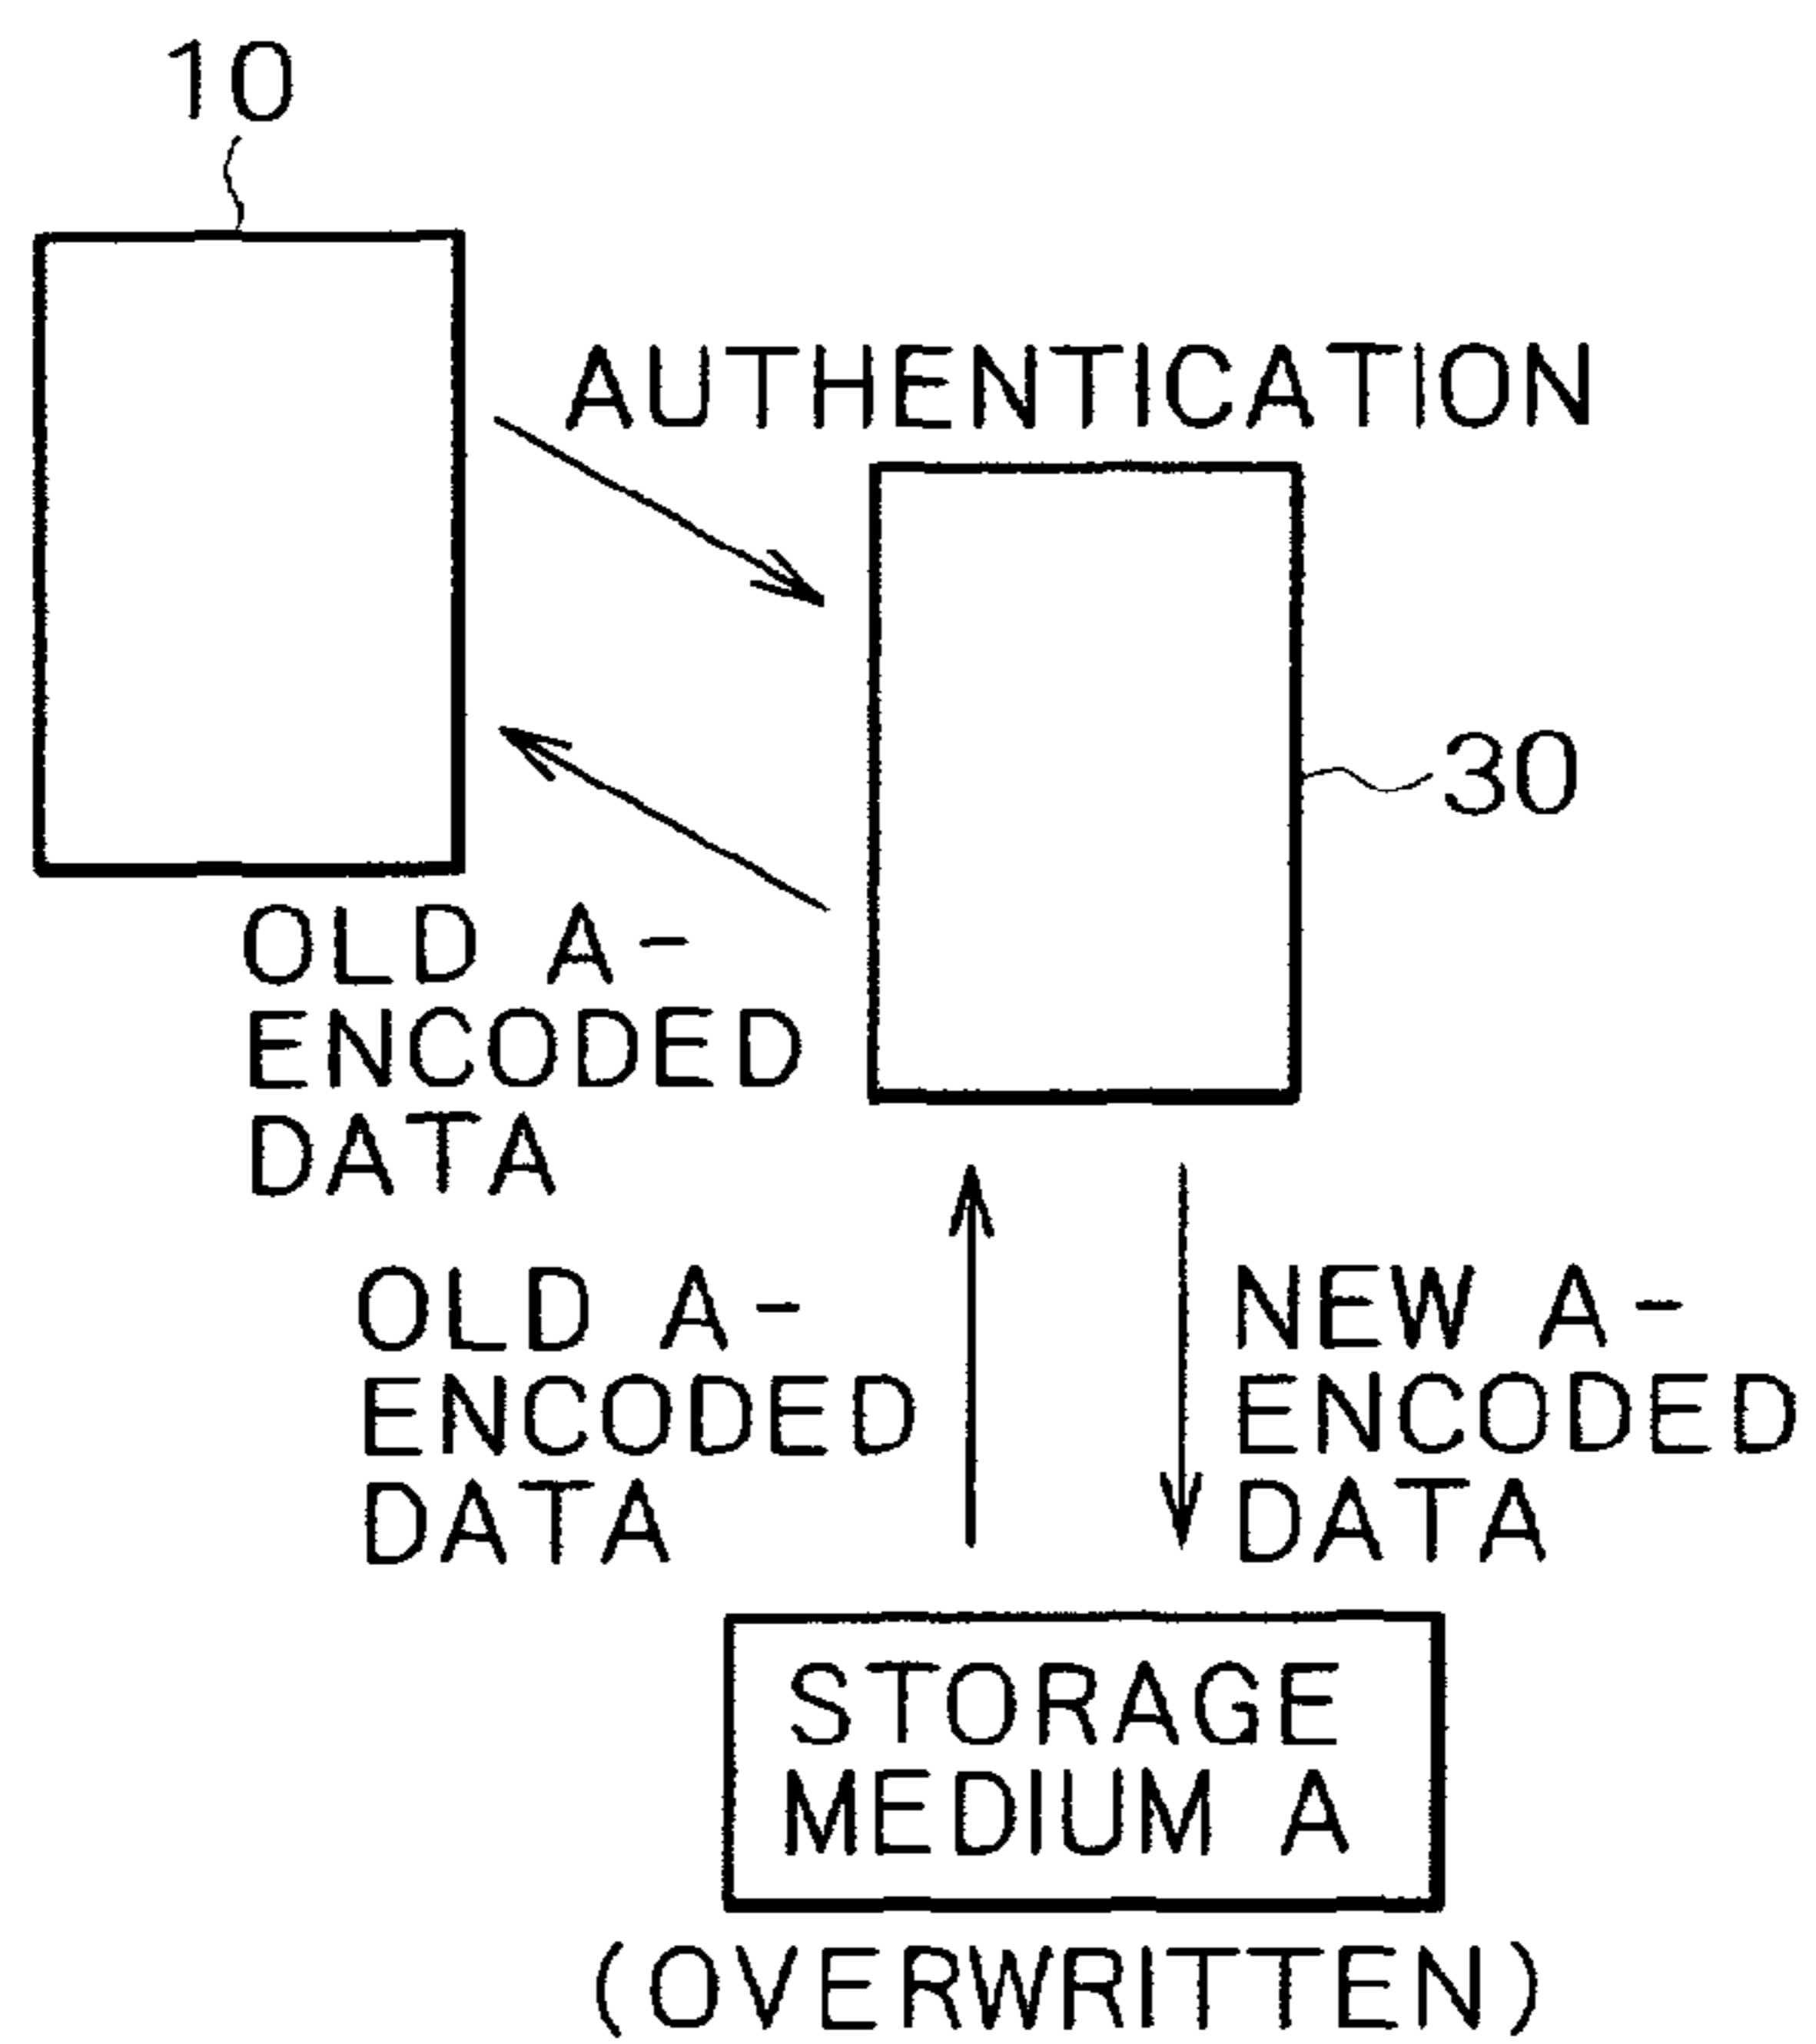 10
AUTHENTICATION
30
OLD A-
ENCODED
DATA
OLD A-
ENCODED
DATA
NEW A-
ENCODED
DATA
STORAGE
MEDIUM A
(OVERWRITTEN)